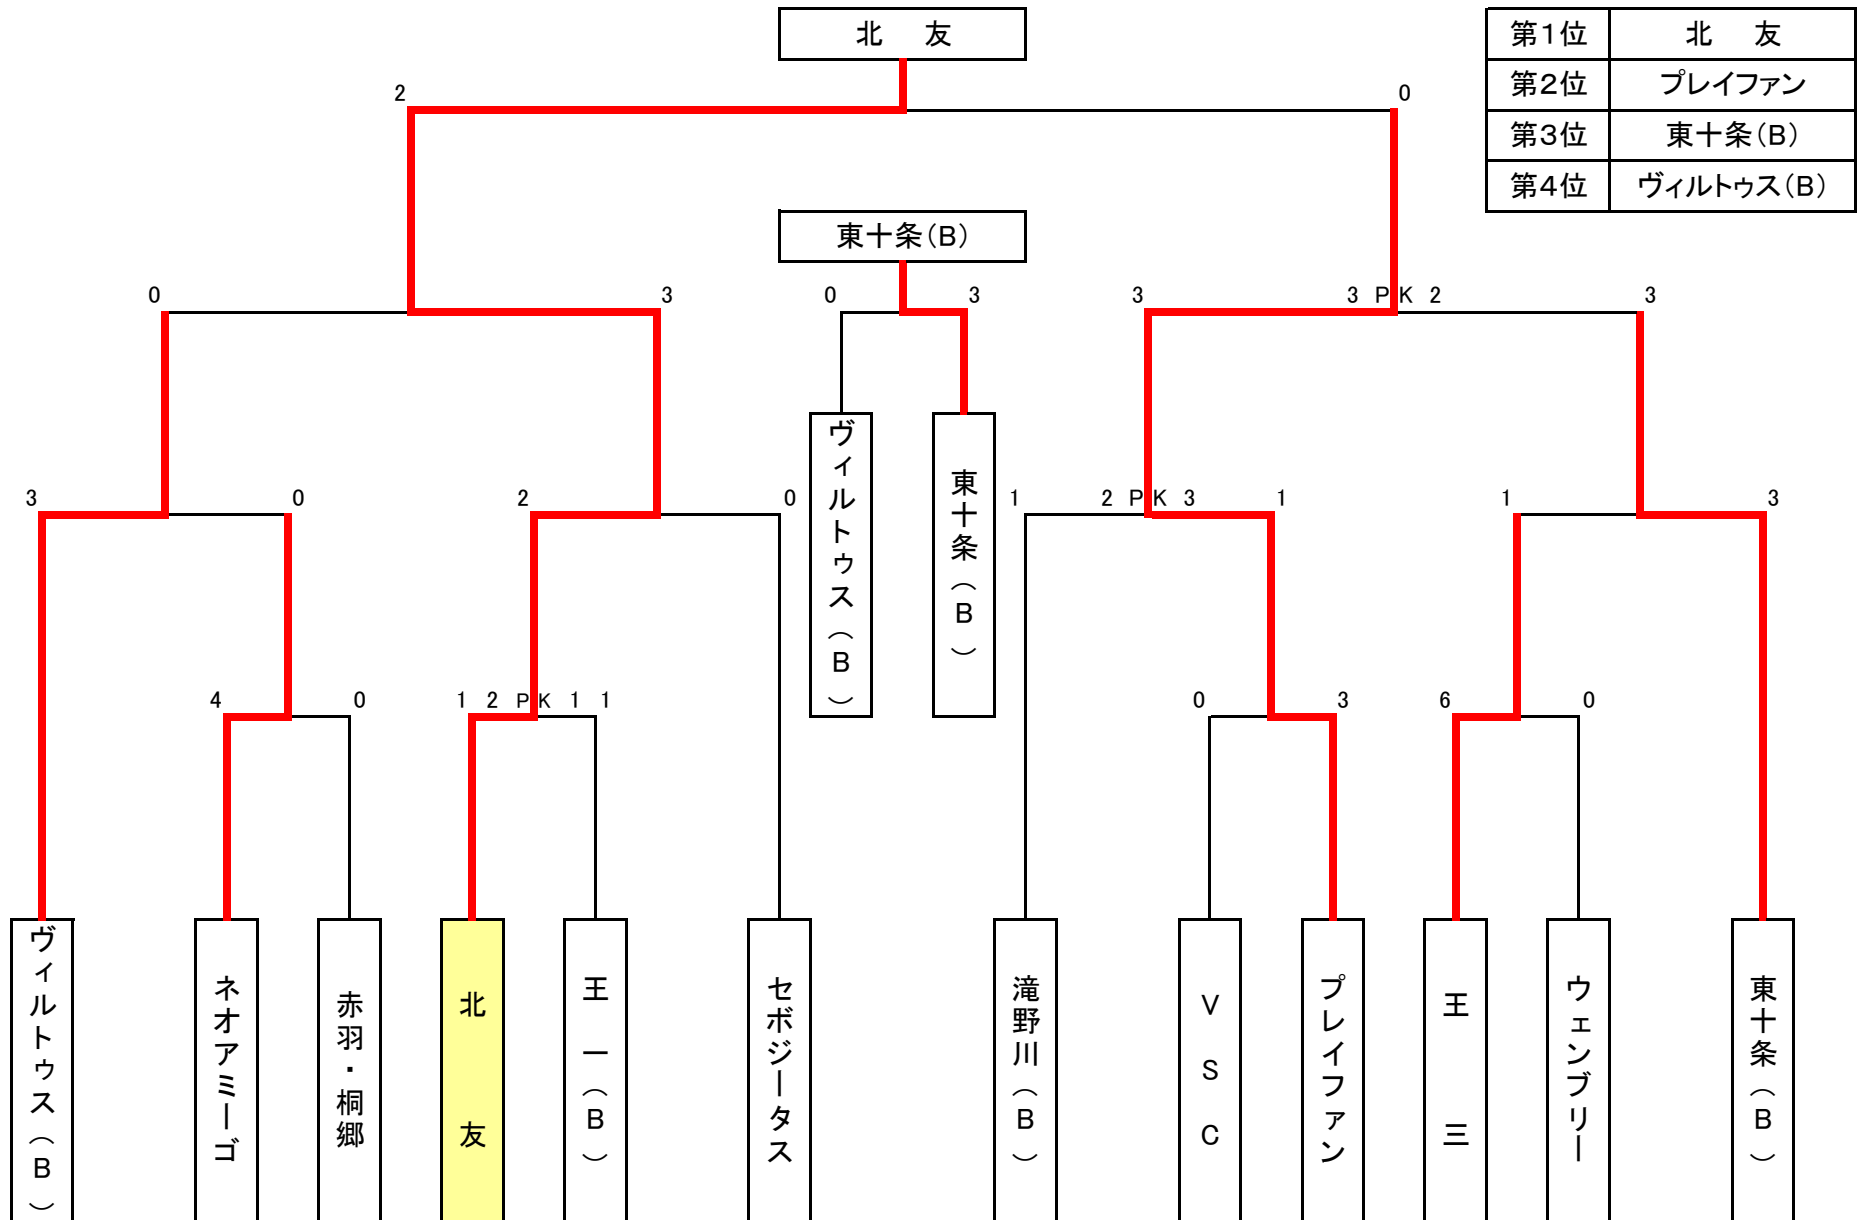 北　友
第1位 北　友
第2位 プレイファン
第3位 東十条(B)
第4位 ヴィルトゥス(B)
2 0
東十条(B)
0 3 0 3 3 3 PK 2 3
ヴィルトゥス(B)
東十条(B)
3 0 2 0 1 2 PK 3 1 1 3
4 0 1 2 PK 1 1 0 3 6 0
ヴィルトゥス(B)
ネオアミーゴ
赤羽・桐郷
北友
王一(B)
セボジータス
滝野川(B)
VSC
プレイファン
王三
ウェンブリー
東十条(B)